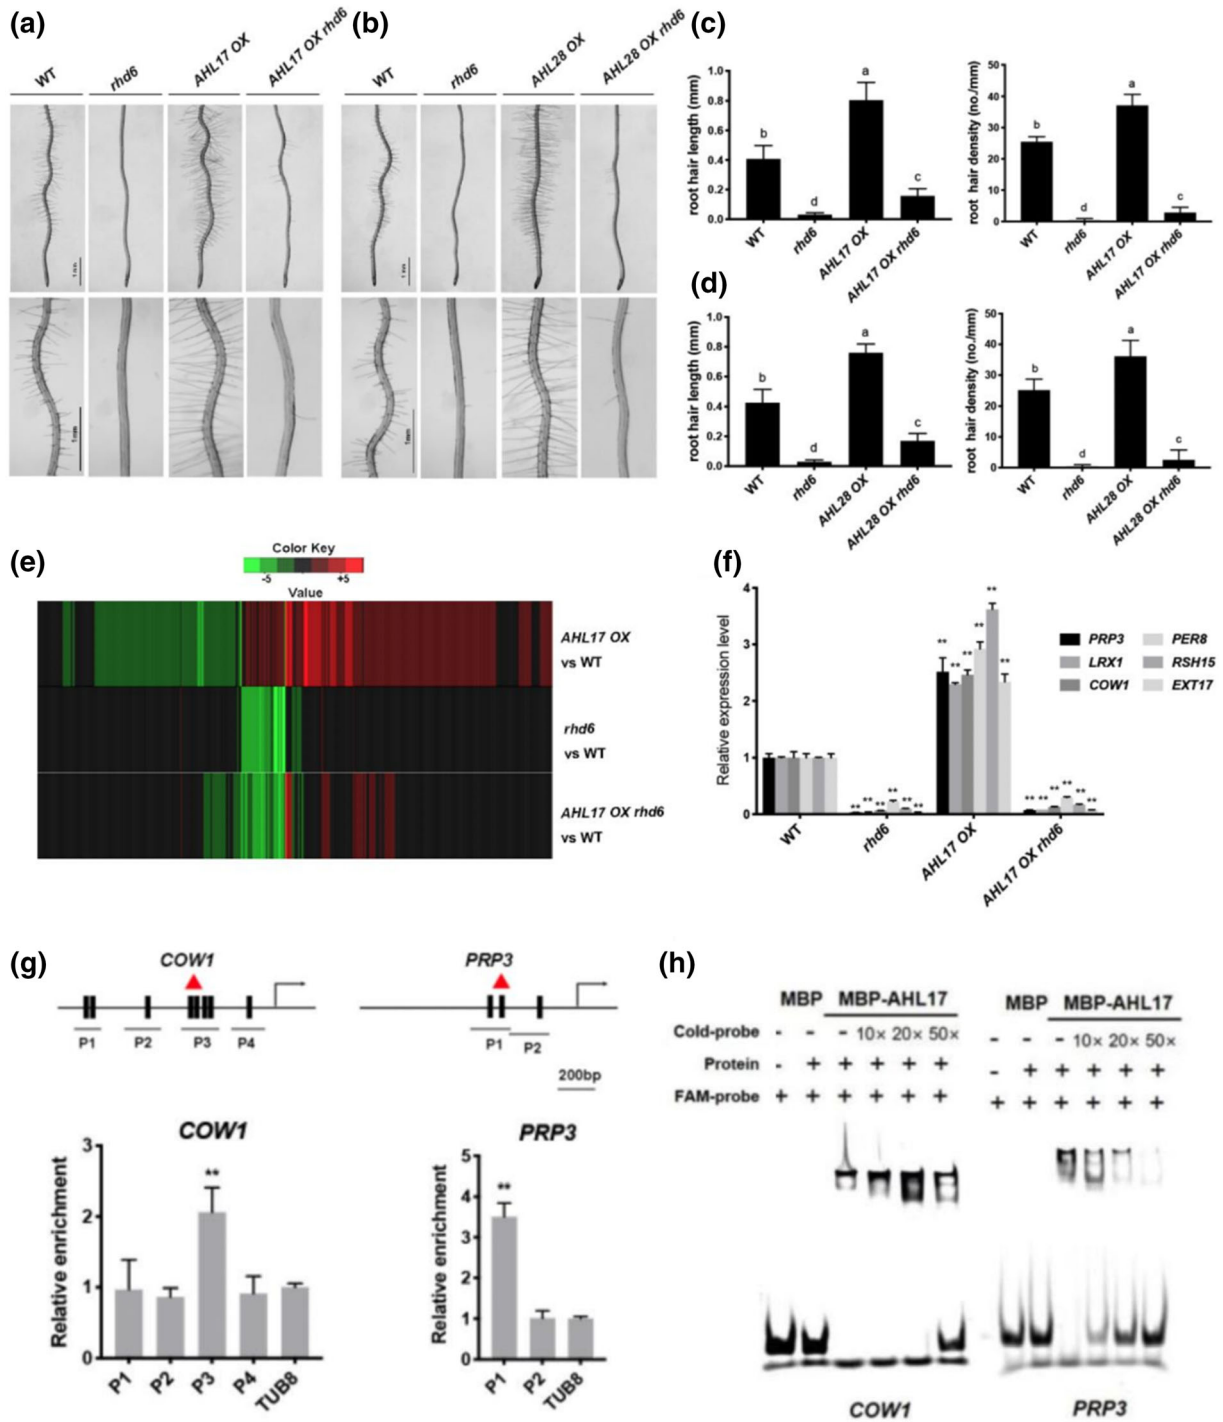 (a)
WT
rhd6
AHL17 OX
AHL17 OX rhd6
1 mm
1mm
(b)
WT
rhd6
AHL28 OX
AHL28 OX rhd6
1 mm
1mm
(c)
root hair length (mm)
1.0
0.8
0.6
0.4
0.2
0.0
b
d
a
c
WT
rhd6
AHL17 OX
AHL17 OX rhd6
root hair density (no./mm)
50
40
30
20
10
0
b
d
a
c
WT
rhd6
AHL17 OX
AHL17 OX rhd6
(d)
root hair length (mm)
1.0
0.8
0.6
0.4
0.2
0.0
b
d
a
c
WT
rhd6
AHL28 OX
AHL28 OX rhd6
root hair density (no./mm)
50
40
30
20
10
0
b
d
a
c
WT
rhd6
AHL28 OX
AHL28 OX rhd6
(e)
Color Key
-5 +5
Value
AHL17 OX
vs WT
rhd6
vs WT
AHL17 OX rhd6
vs WT
(f)
Relative expression level
4
3
2
1
0
** ** ** ** ** **
** ** ** ** ** **
** ** ** ** ** **
WT
rhd6
AHL17 OX
AHL17 OX rhd6
PRP3 PER8
LRX1 RSH15
COW1 EXT17
(g)
COW1
P1 P2 P3 P4
PRP3
P1 P2
200bp
COW1
Relative enrichment
3
2
1
0
**
P1
P2
P3
P4
TUB8
PRP3
Relative enrichment
5
4
3
2
1
0
**
P1
P2
TUB8
(h)
MBP MBP-AHL17 MBP MBP-AHL17
Cold-probe - - - 10× 20× 50× - - - 10× 20× 50×
Protein - + + + + + - + + + + +
FAM-probe + + + + + + + + + + + +
COW1 PRP3